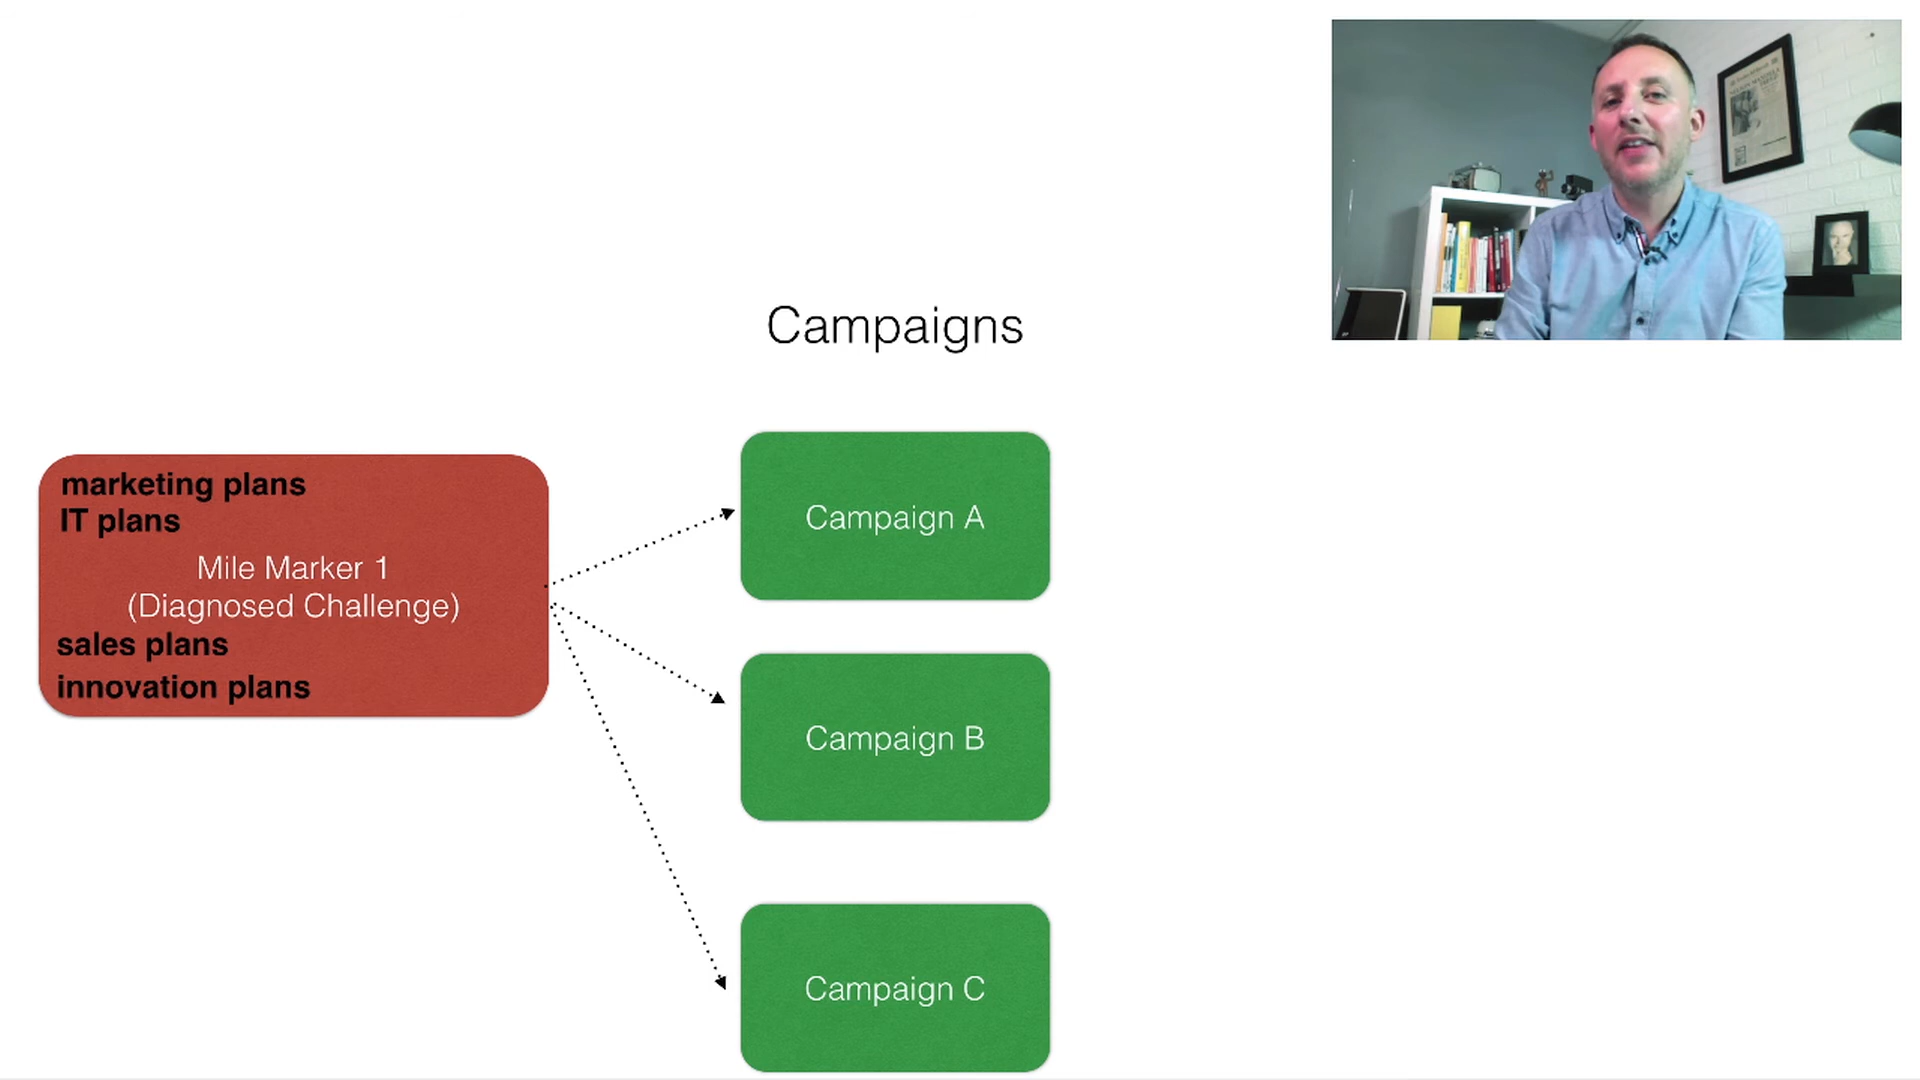 Campaigns
marketing plans
IT plans
Mile Marker 1
(Diagnosed Challenge)
sales plans
innovation plans
Campaign A
Campaign B
Campaign C